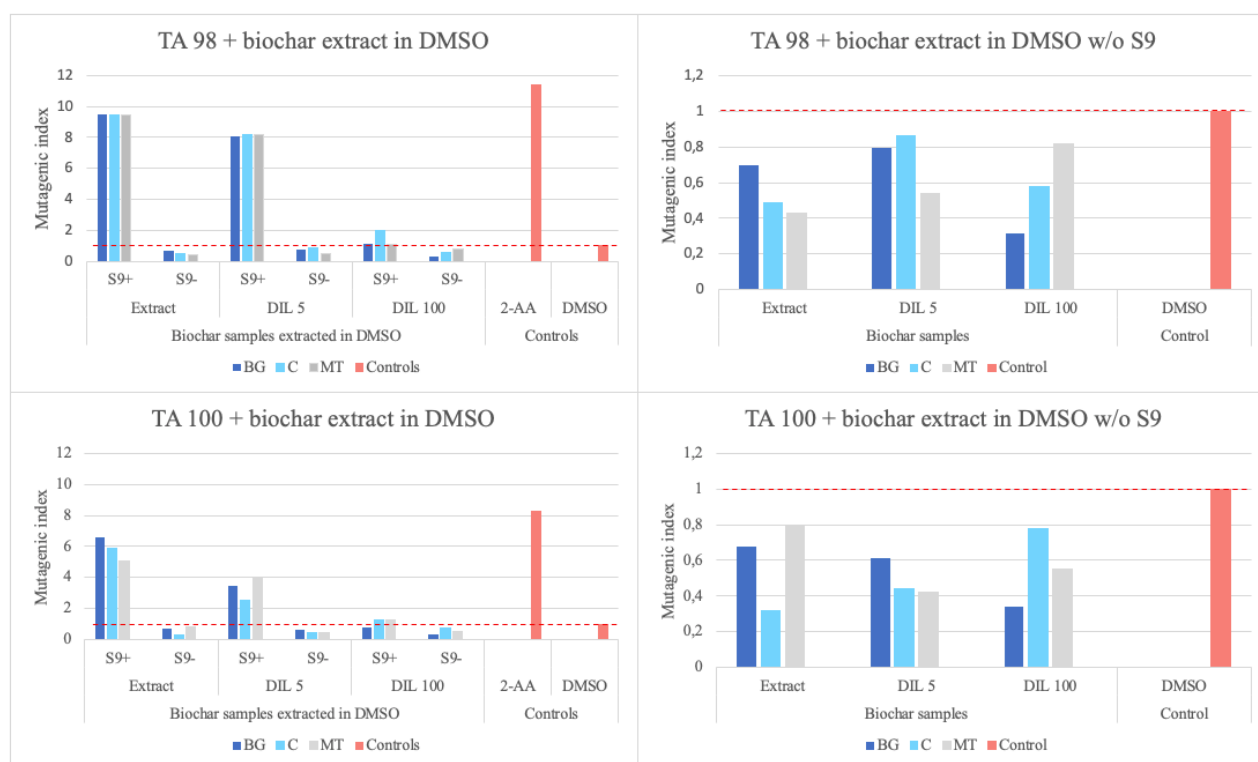 TA 98 + biochar extract in DMSO
Mutagenic index
12
10
8
6
4
2
0
S9+ S9- S9+ S9- S9+ S9-
Extract DIL 5 DIL 100 2-AA DMSO
Biochar samples extracted in DMSO Controls
BG C MT Controls
TA 98 + biochar extract in DMSO w/o S9
Mutagenic index
1,2
1
0,8
0,6
0,4
0,2
0
Extract DIL 5 DIL 100 DMSO
Biochar samples Control
BG C MT Control
TA 100 + biochar extract in DMSO
Mutagenic index
12
10
8
6
4
2
0
S9+ S9- S9+ S9- S9+ S9-
Extract DIL 5 DIL 100 2-AA DMSO
Biochar samples extracted in DMSO Controls
BG C MT Controls
TA 100 + biochar extract in DMSO w/o S9
Mutagenic index
1,2
1
0,8
0,6
0,4
0,2
0
Extract DIL 5 DIL 100 DMSO
Biochar samples Control
BG C MT Control